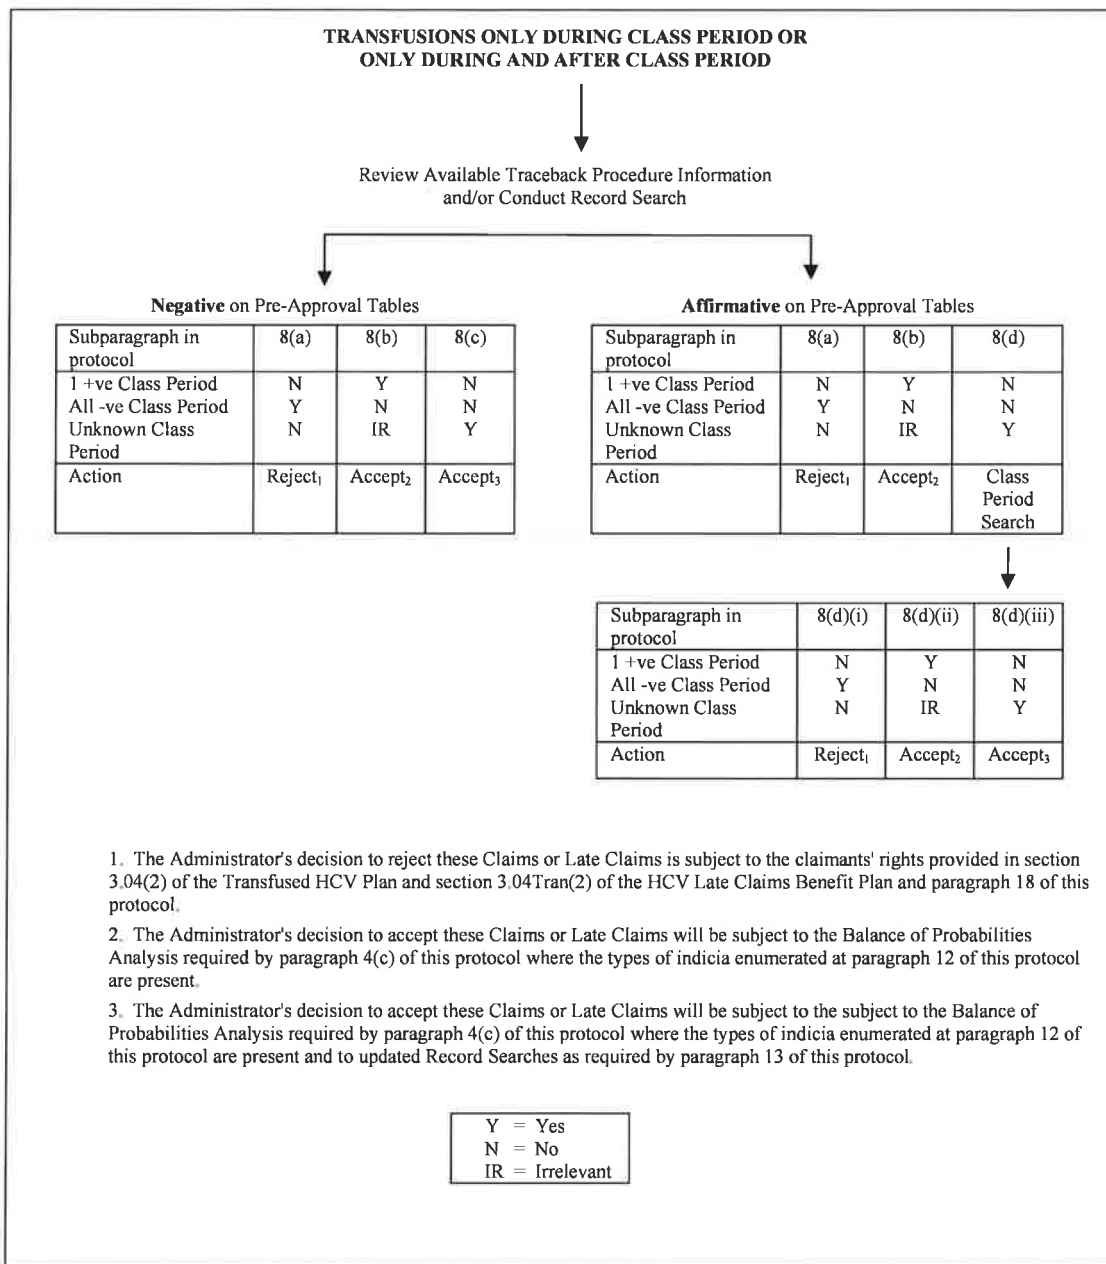 TRANSFUSIONS ONLY DURING CLASS PERIOD OR
ONLY DURING AND AFTER CLASS PERIOD
Review Available Traceback Procedure Information
and/or Conduct Record Search
Negative on Pre-Approval Tables
Subparagraph in 8(a) 8(b) 8(c)
protocol
1 +ve Class Period N Y N
All -ve Class Period Y N N
Unknown Class N IR Y
Period
Action Reject₁ Accept₂ Accept₃
Affirmative on Pre-Approval Tables
Subparagraph in 8(a) 8(b) 8(d)
protocol
1 +ve Class Period N Y N
All -ve Class Period Y N N
Unknown Class N IR Y
Period
Action Reject₁ Accept₂ Class
Period
Search
Subparagraph in 8(d)(i) 8(d)(ii) 8(d)(iii)
protocol
1 +ve Class Period N Y N
All -ve Class Period Y N N
Unknown Class N IR Y
Period
Action Reject₁ Accept₂ Accept₃
1. The Administrator's decision to reject these Claims or Late Claims is subject to the claimants' rights provided in section
3.04(2) of the Transfused HCV Plan and section 3.04Tran(2) of the HCV Late Claims Benefit Plan and paragraph 18 of this
protocol.
2. The Administrator's decision to accept these Claims or Late Claims will be subject to the Balance of Probabilities
Analysis required by paragraph 4(c) of this protocol where the types of indicia enumerated at paragraph 12 of this protocol
are present.
3. The Administrator's decision to accept these Claims or Late Claims will be subject to the subject to the Balance of
Probabilities Analysis required by paragraph 4(c) of this protocol where the types of indicia enumerated at paragraph 12 of
this protocol are present and to updated Record Searches as required by paragraph 13 of this protocol.
Y = Yes
N = No
IR = Irrelevant